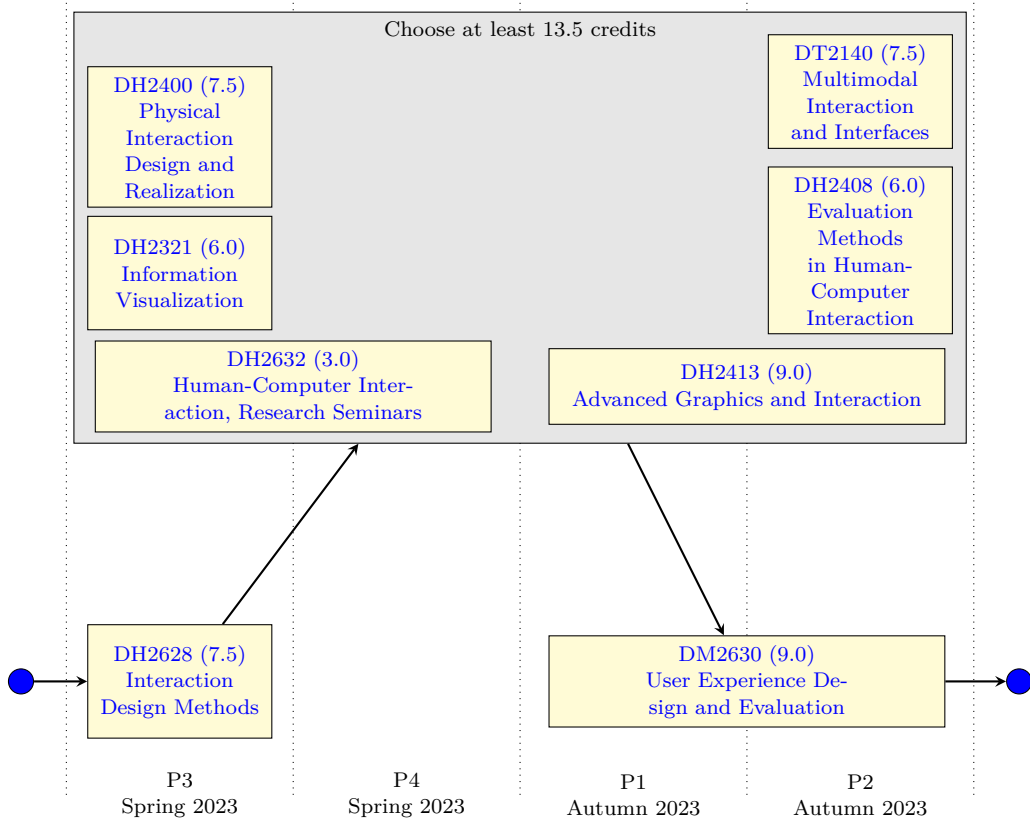 Choose at least 13.5 credits
DH2400 (7.5)
Physical
Interaction
Design and
Realization
DT2140 (7.5)
Multimodal
Interaction
and Interfaces
DH2321 (6.0)
Information
Visualization
DH2408 (6.0)
Evaluation
Methods
in Human-
Computer
Interaction
DH2632 (3.0)
Human-Computer Inter-
action, Research Seminars
DH2413 (9.0)
Advanced Graphics and Interaction
DH2628 (7.5)
Interaction
Design Methods
DM2630 (9.0)
User Experience De-
sign and Evaluation
P3
Spring 2023
P4
Spring 2023
P1
Autumn 2023
P2
Autumn 2023